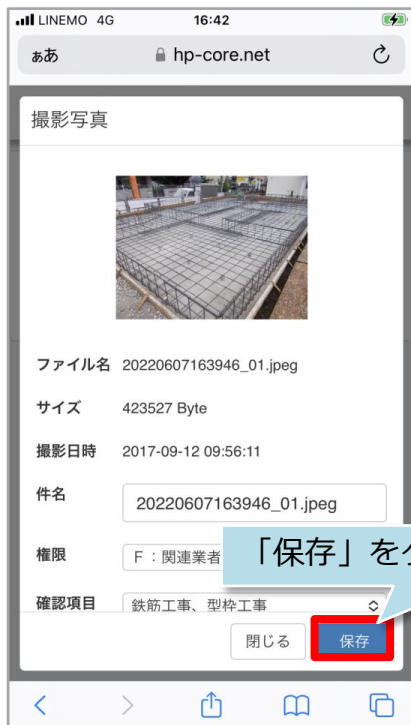 LINEMO 4G 16:42
ぁあ hp-core.net
撮影写真
ファイル名 20220607163946_01.jpeg
サイズ 423527 Byte
撮影日時 2017-09-12 09:56:11
件名 20220607163946_01.jpeg
権限 F：関連業者
「保存」を
確認項目 鉄筋工事、型枠工事
閉じる 保存